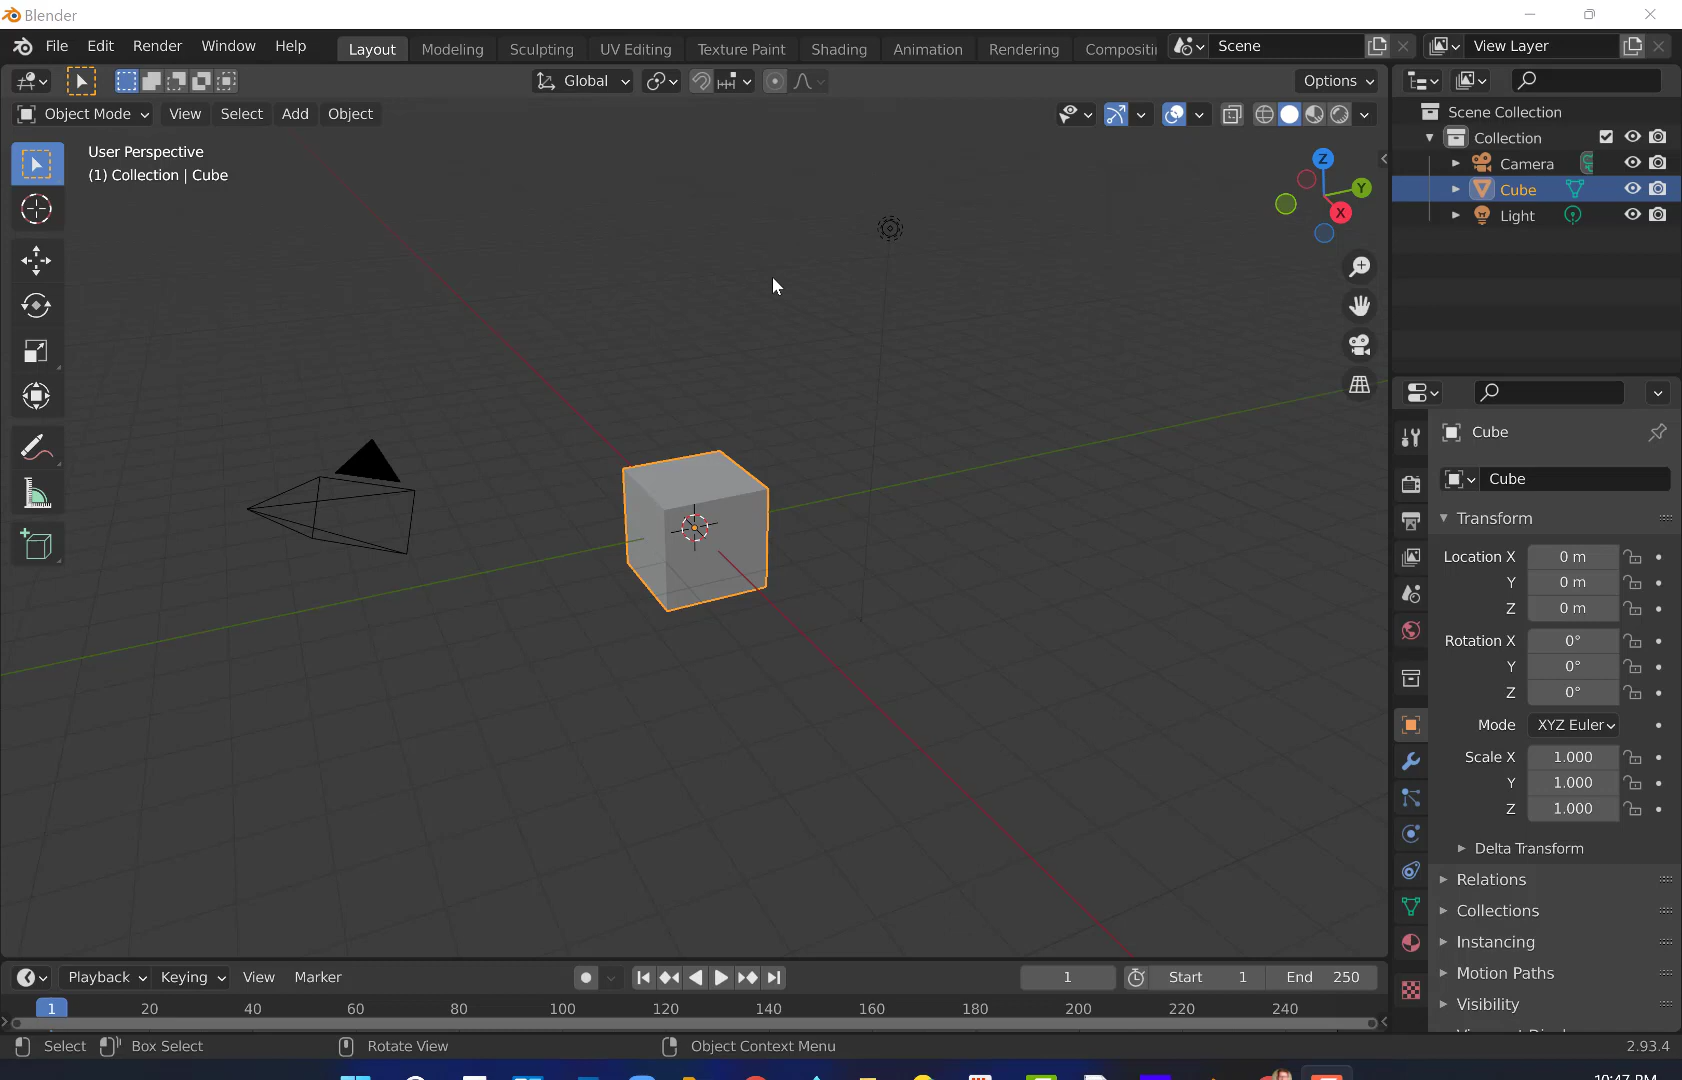 Blender
File Edit Render Window Help Layout Modeling Sculpting UV Editing Texture Paint Shading Animation Rendering Compositin Scene View Layer
Global Options
Object Mode View Select Add Object
User Perspective
(1) Collection | Cube
Z
Y
X
Scene Collection
Collection
Camera
Cube
Light
Cube
Cube
Transform
Location X 0 m
Y 0 m
Z 0 m
Rotation X 0°
Y 0°
Z 0°
Mode XYZ Euler
Scale X 1.000
Y 1.000
Z 1.000
Delta Transform
Relations
Collections
Instancing
Motion Paths
Visibility
Playback Keying View Marker 1 Start 1 End 250
1 20 40 60 80 100 120 140 160 180 200 220 240
Select Box Select Rotate View Object Context Menu 2.93.4
10:47 PM